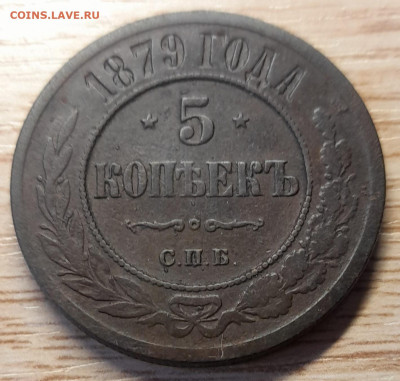 COINS.LAVE.RU
1879 ГОДА
5
КОПѢЕКЪ
С.П.Б.